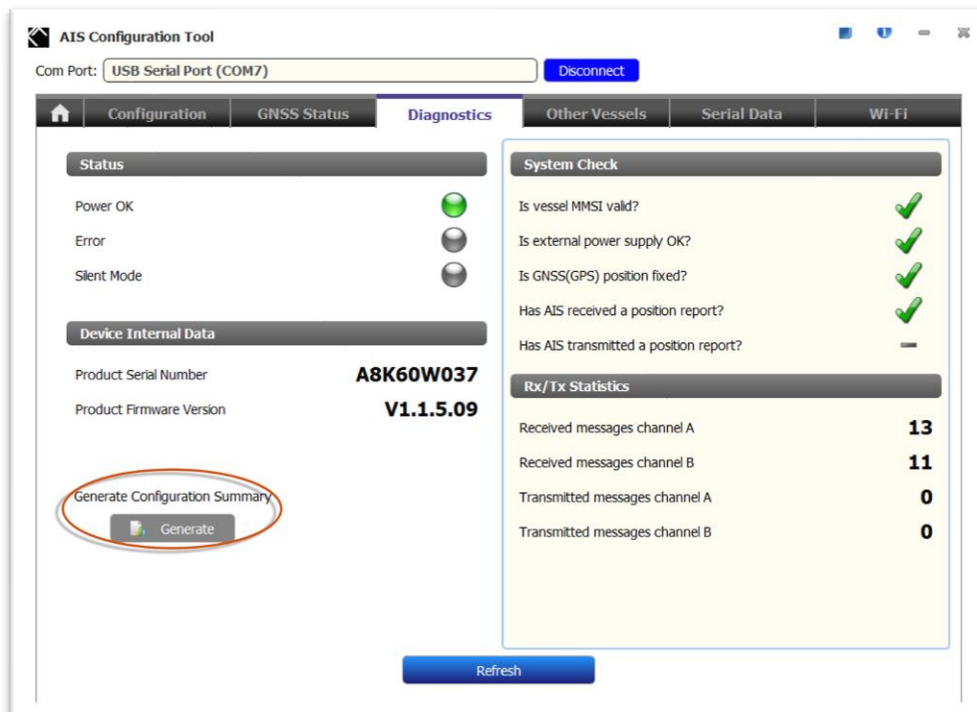 AIS Configuration Tool
Com Port: USB Serial Port (COM7) Disconnect
Configuration GNSS Status Diagnostics Other Vessels Serial Data Wi-Fi
Status
Power OK
Error
Silent Mode
Device Internal Data
Product Serial Number A8K60W037
Product Firmware Version V1.1.5.09
Generate Configuration Summary
Generate
System Check
Is vessel MMSI valid?
Is external power supply OK?
Is GNSS(GPS) position fixed?
Has AIS received a position report?
Has AIS transmitted a position report?
Rx/Tx Statistics
Received messages channel A 13
Received messages channel B 11
Transmitted messages channel A 0
Transmitted messages channel B 0
Refresh